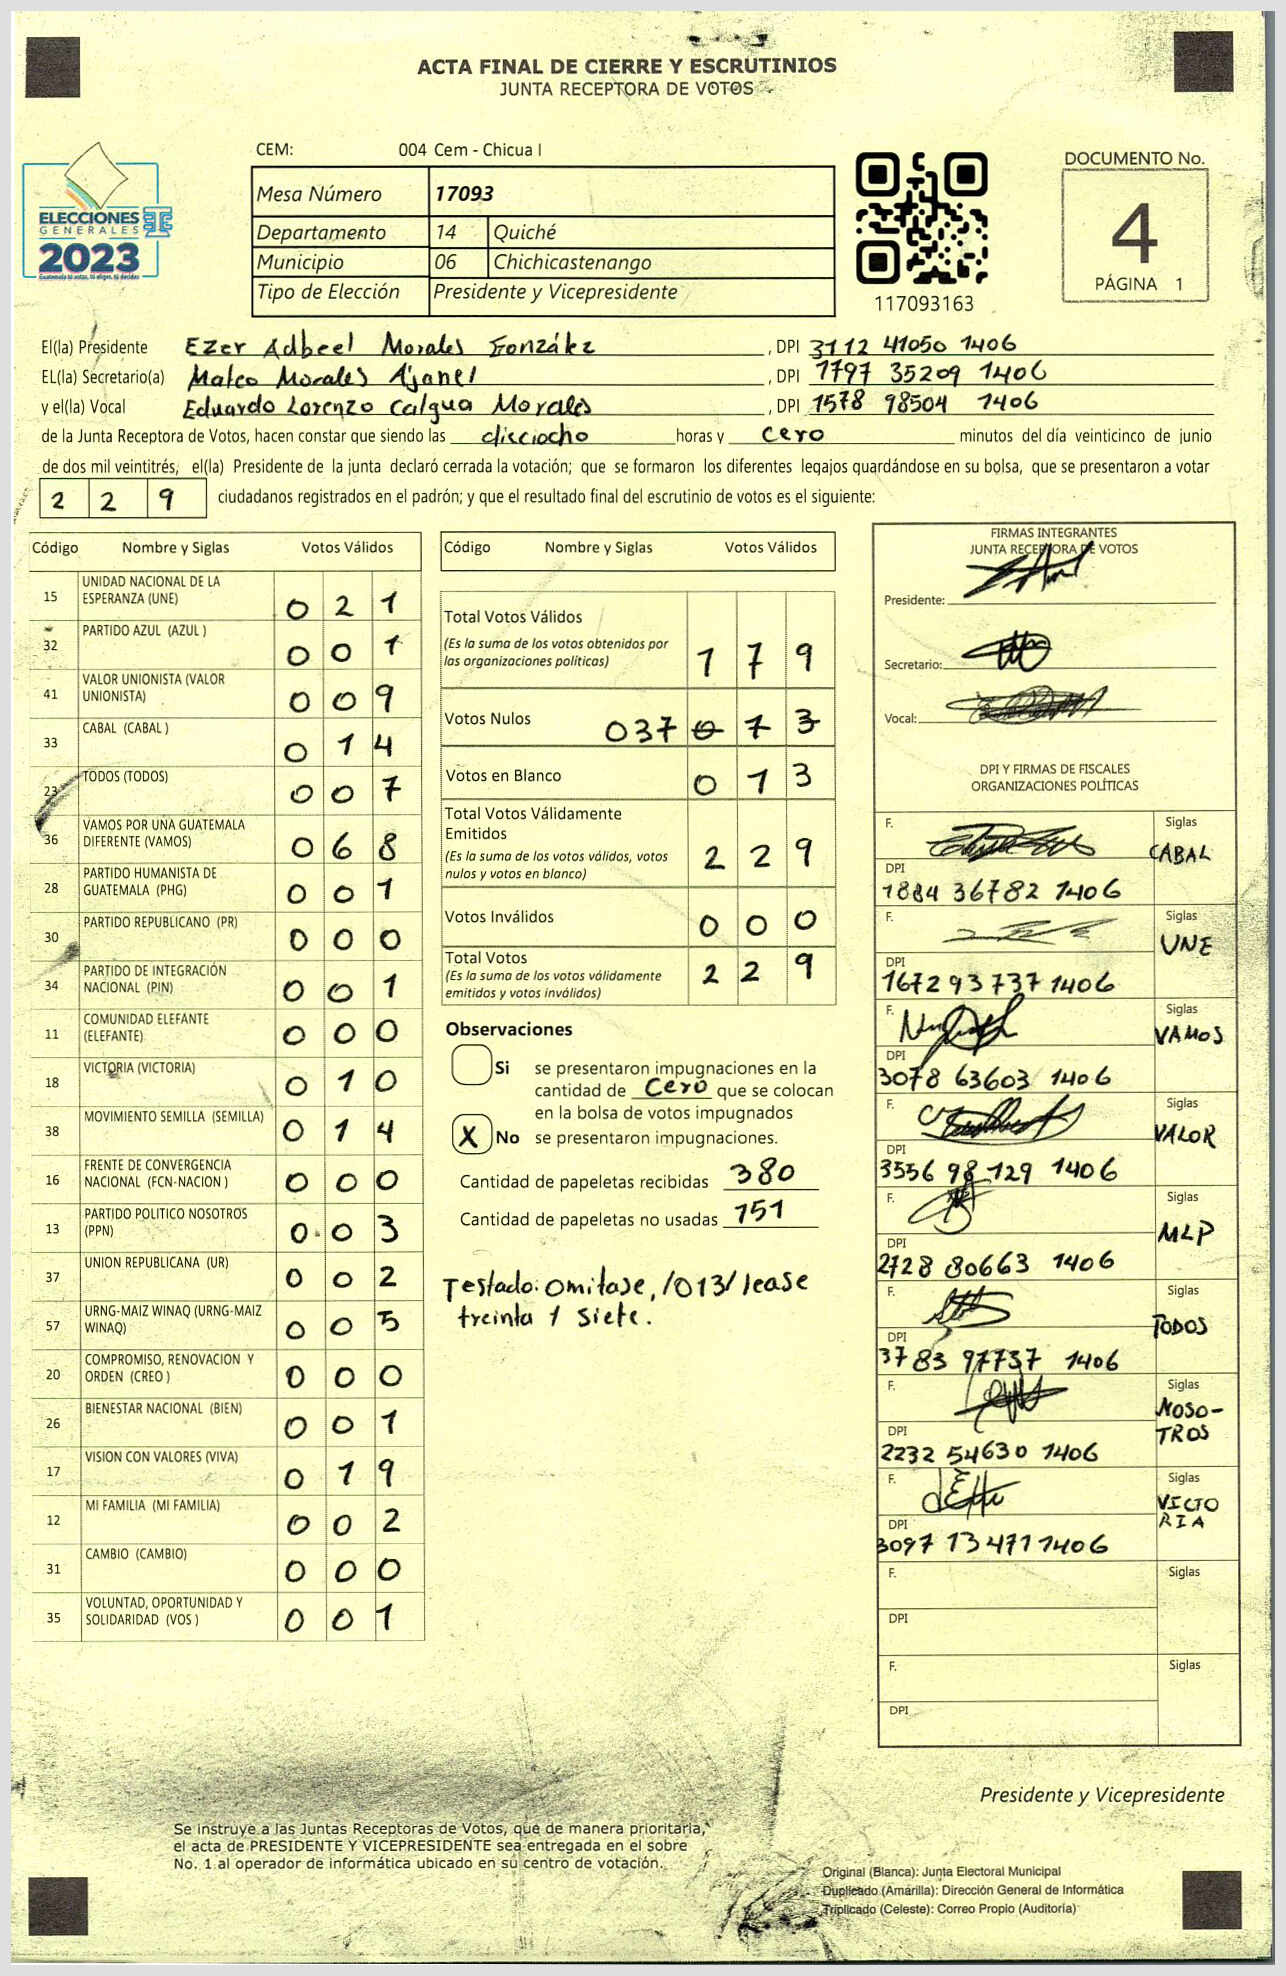 ACTA FINAL DE CIERRE Y ESCRUTINIOS
JUNTA RECEPTORA DE VOTOS
CEM: 004 Cem - Chicua I
ELECCIONES
GENERALES
2023
Mesa Número 17093
Departamento 14 Quiché
Municipio 06 Chichicastenango
Tipo de Elección Presidente y Vicepresidente
117093163
DOCUMENTO No.
4
PÁGINA 1
El(la) Presidente Ezer Adbeel Morales González, DPI 3112 41050 1406
EL(la) Secretario(a) Mateo Morales Ajanel, DPI 1797 35209 1406
y el(la) Vocal Eduardo Lorenzo Calgua Morales, DPI 1578 98504 1406
de la Junta Receptora de Votos, hacen constar que siendo las dieciocho horas y cero minutos del día veinticinco de junio
de dos mil veintitrés, el(la) Presidente de la junta declaró cerrada la votación; que se formaron los diferentes legajos quardándose en su bolsa, que se presentaron a votar
2 2 9 ciudadanos registrados en el padrón; y que el resultado final del escrutinio de votos es el siguiente:
Código Nombre y Siglas Votos Válidos
15 UNIDAD NACIONAL DE LA ESPERANZA (UNE) 0 2 1
32 PARTIDO AZUL (AZUL ) 0 0 1
41 VALOR UNIONISTA (VALOR UNIONISTA) 0 0 9
33 CABAL (CABAL ) 0 1 4
23 TODOS (TODOS) 0 0 7
36 VAMOS POR UNA GUATEMALA DIFERENTE (VAMOS) 0 6 8
28 PARTIDO HUMANISTA DE GUATEMALA (PHG) 0 0 1
30 PARTIDO REPUBLICANO (PR) 0 0 0
34 PARTIDO DE INTEGRACIÓN NACIONAL (PIN) 0 0 1
11 COMUNIDAD ELEFANTE (ELEFANTE) 0 0 0
18 VICTORIA (VICTORIA) 0 1 0
38 MOVIMIENTO SEMILLA (SEMILLA) 0 1 4
16 FRENTE DE CONVERGENCIA NACIONAL (FCN-NACION ) 0 0 0
13 PARTIDO POLITICO NOSOTROS (PPN) 0 0 3
37 UNION REPUBLICANA (UR) 0 0 2
57 URNG-MAIZ WINAQ (URNG-MAIZ WINAQ) 0 0 5
20 COMPROMISO, RENOVACION Y ORDEN (CREO ) 0 0 0
26 BIENESTAR NACIONAL (BIEN) 0 0 1
17 VISION CON VALORES (VIVA) 0 1 9
12 MI FAMILIA (MI FAMILIA) 0 0 2
31 CAMBIO (CAMBIO) 0 0 0
35 VOLUNTAD, OPORTUNIDAD Y SOLIDARIDAD (VOS ) 0 0 1
Código Nombre y Siglas Votos Válidos
Total Votos Válidos
(Es la suma de los votos obtenidos por
las organizaciones políticas) 1 7 9
Votos Nulos 037 0 7 3
Votos en Blanco 0 13
Total Votos Válidamente
Emitidos
(Es la suma de los votos válidos, votos
nulos y votos en blanco) 2 2 9
Votos Inválidos 0 0 0
Total Votos
(Es la suma de los votos válidamente
emitidos y votos inválidos) 2 2 9
Observaciones
Si se presentaron impugnaciones en la
cantidad de cero que se colocan
en la bolsa de votos impugnados
X No se presentaron impugnaciones.
Cantidad de papeletas recibidas 380
Cantidad de papeletas no usadas 151
Testado: Omitase, /013/ lease
treinta y siete.
FIRMAS INTEGRANTES
JUNTA RECEPTORA DE VOTOS
Presidente:
Secretario:
Vocal:
DPI Y FIRMAS DE FISCALES
ORGANIZACIONES POLÍTICAS
F. Siglas CABAL
DPI 1884 36782 1406
F. Siglas UNE
DPI 1672 93737 1406
F. Siglas VAMOS
DPI 3078 63603 1406
F. Siglas VALOR
DPI 3556 98129 1406
F. Siglas MLP
DPI 2728 80663 1406
F. Siglas TODOS
DPI 3783 97737 1406
F. Siglas NOSO-
TROS
DPI 2232 54630 1406
F. Siglas VICTO
RIA
DPI 3097 13471 1406
F. Siglas
DPI
F. Siglas
DPI
Presidente y Vicepresidente
Se instruye a las Juntas Receptoras de Votos, que de manera prioritaria,
el acta de PRESIDENTE Y VICEPRESIDENTE sea entregada en el sobre
No. 1 al operador de informática ubicado en su centro de votación.
Original (Blanca): Junta Electoral Municipal
Duplicado (Amarilla): Dirección General de Informática
Triplicado (Celeste): Correo Propio (Auditoría)